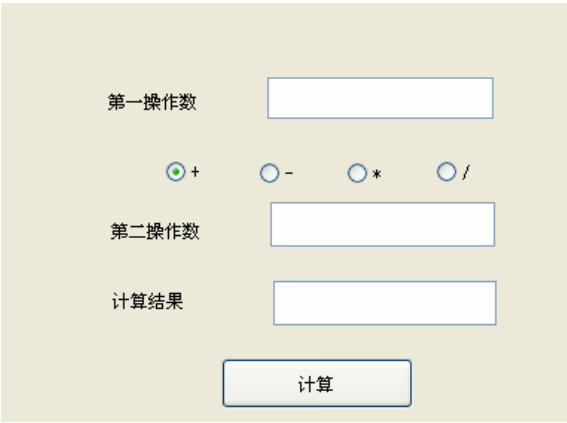 第一操作数
+ - * /
第二操作数
计算结果
计算